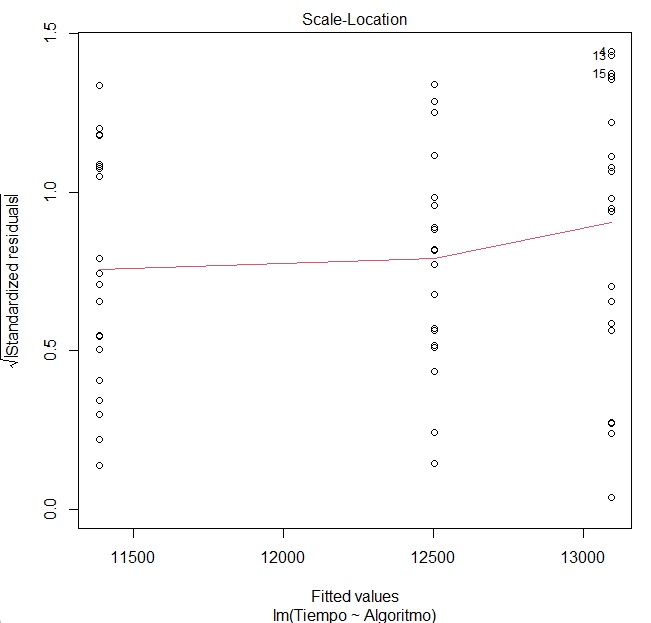 Scale-Location
√|Standardized residuals|
1.5
1.0
0.5
0.0
4
13
15
11500 12000 12500 13000
Fitted values
lm(Tiempo ~ Algoritmo)